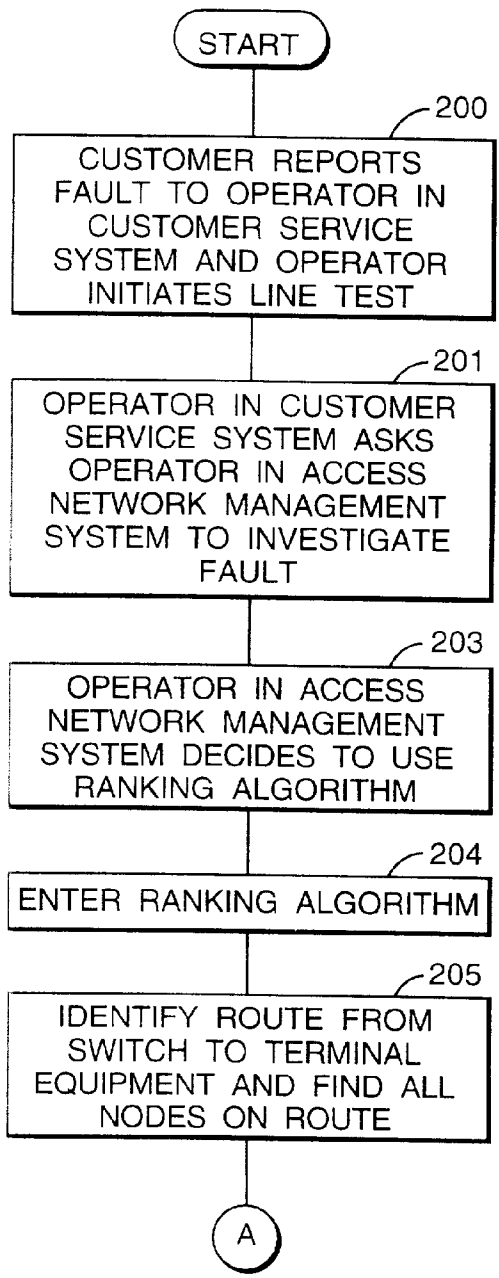 START
200
CUSTOMER REPORTS
FAULT TO OPERATOR IN
CUSTOMER SERVICE
SYSTEM AND OPERATOR
INITIATES LINE TEST
201
OPERATOR IN CUSTOMER
SERVICE SYSTEM ASKS
OPERATOR IN ACCESS
NETWORK MANAGEMENT
SYSTEM TO INVESTIGATE
FAULT
203
OPERATOR IN ACCESS
NETWORK MANAGEMENT
SYSTEM DECIDES TO USE
RANKING ALGORITHM
204
ENTER RANKING ALGORITHM
205
IDENTIFY ROUTE FROM
SWITCH TO TERMINAL
EQUIPMENT AND FIND ALL
NODES ON ROUTE
A